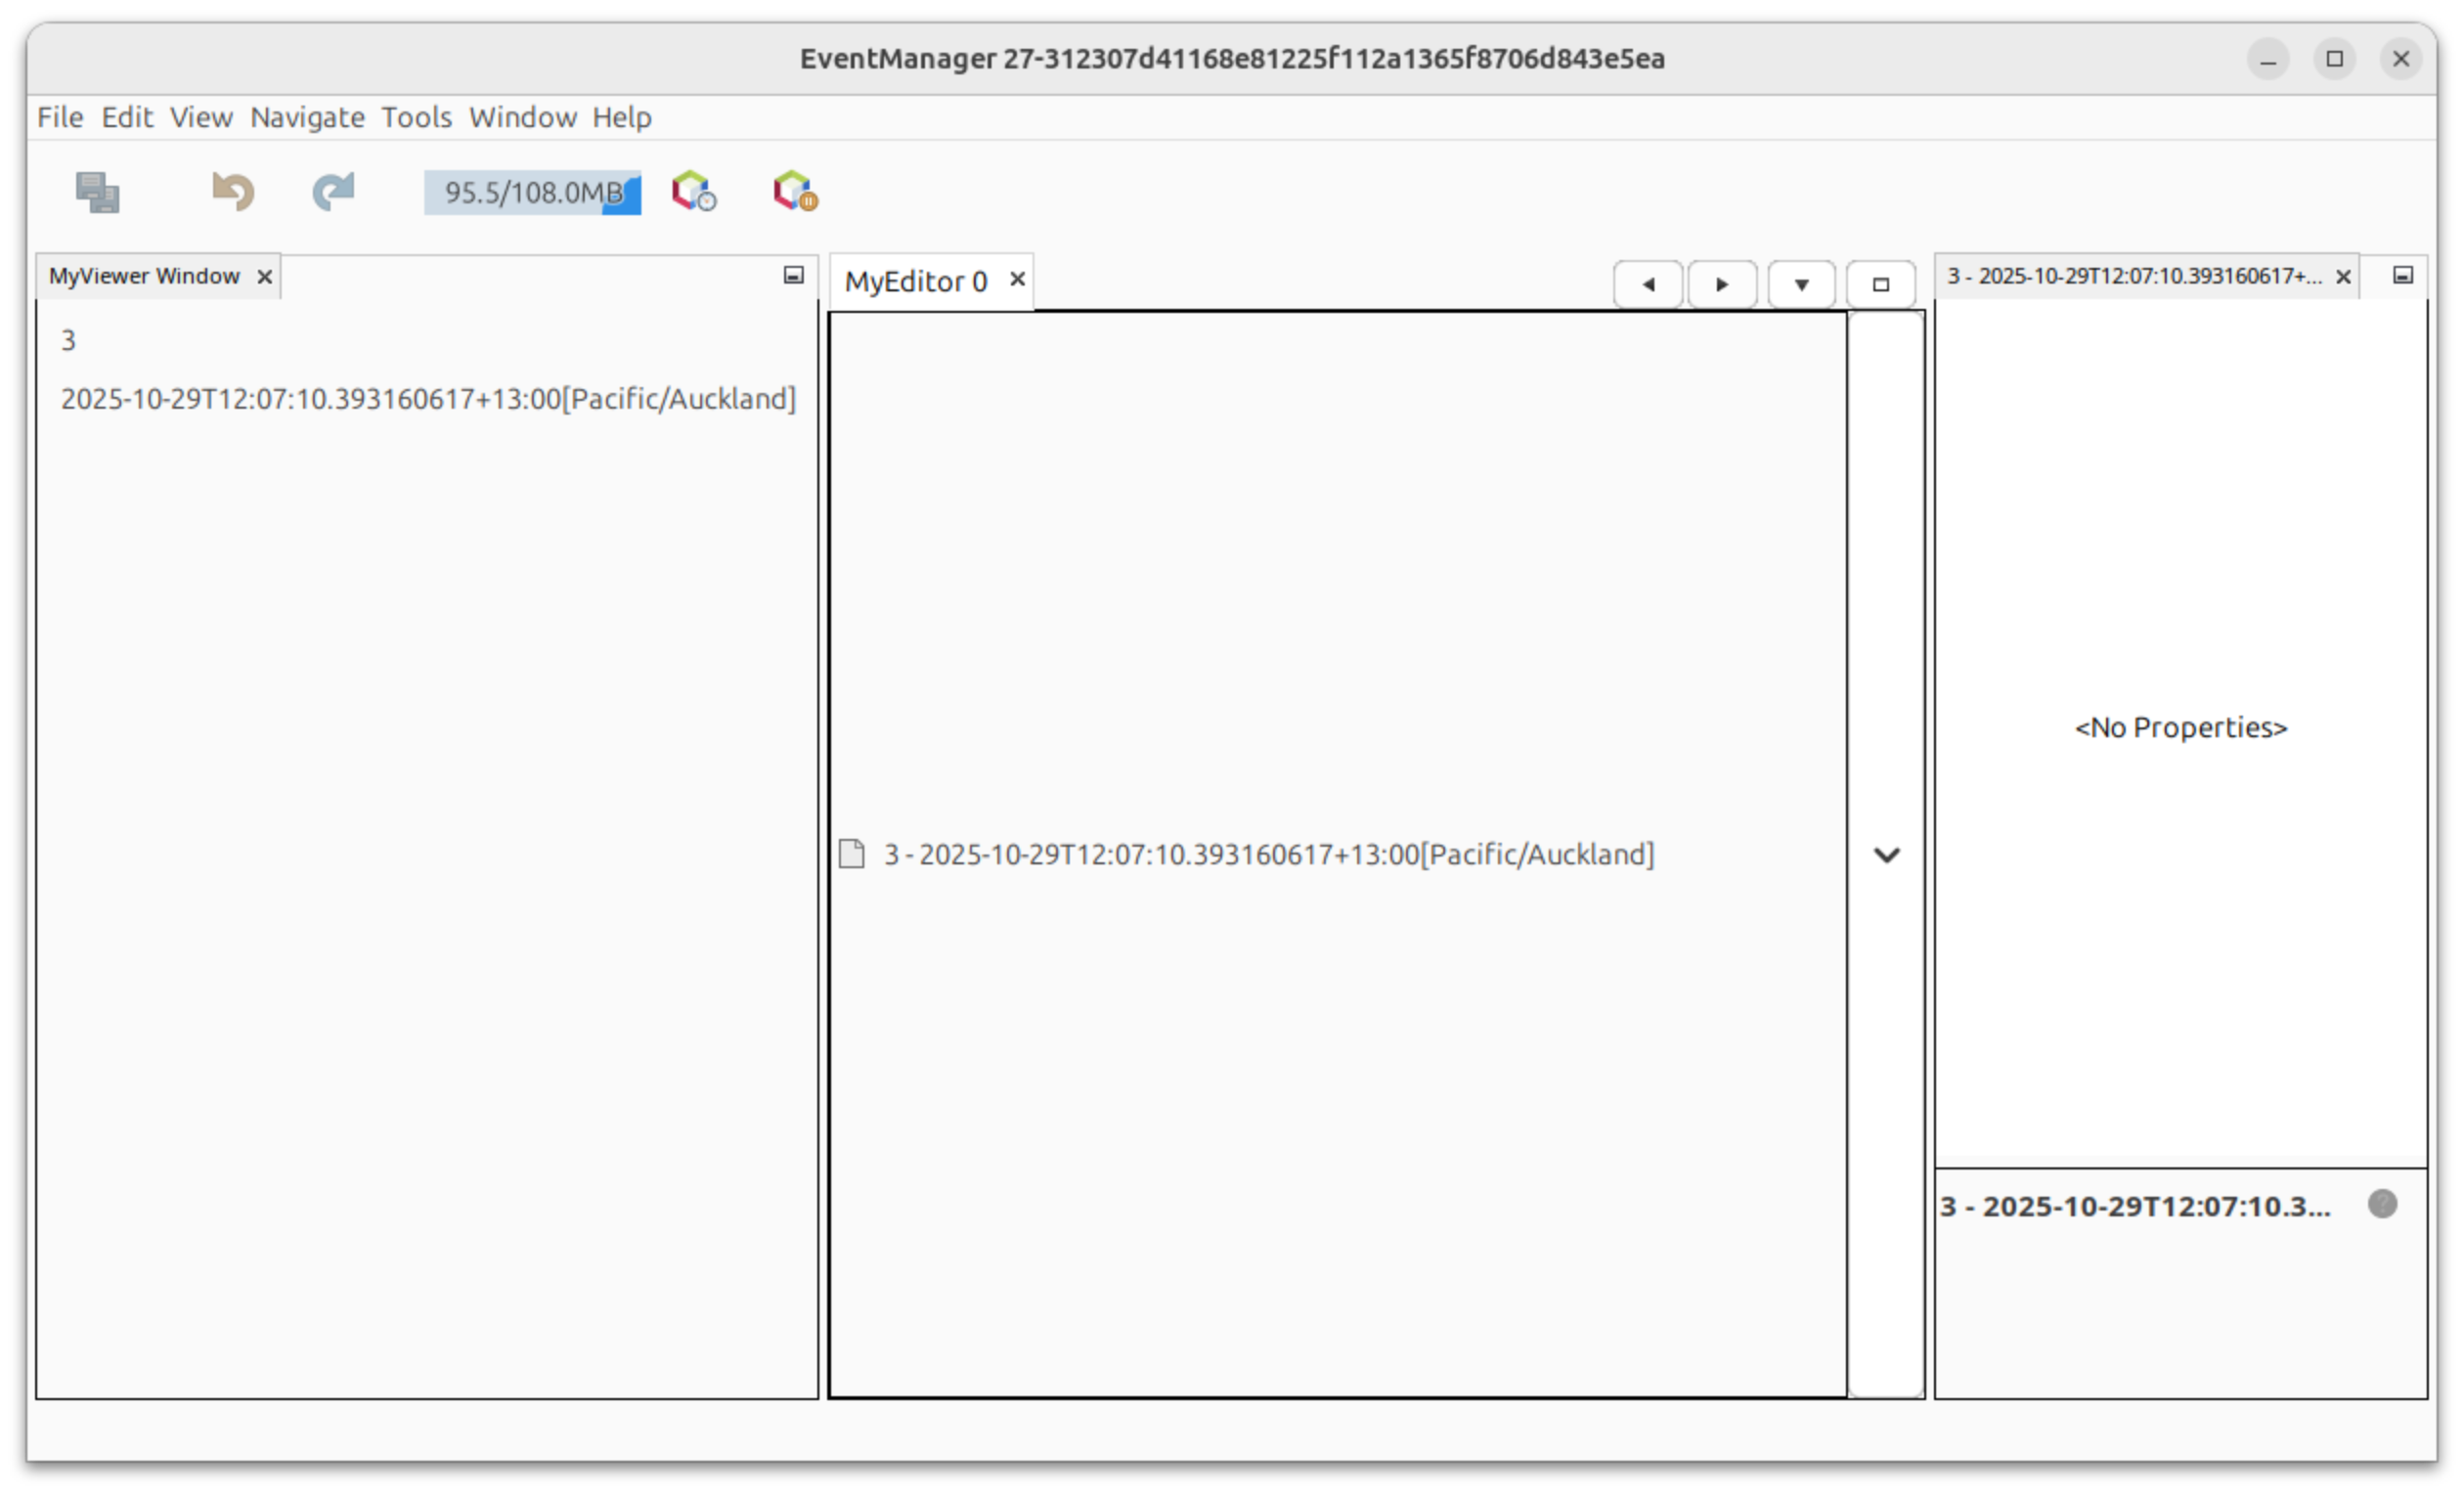 EventManager 27-312307d41168e81225f112a1365f8706d843e5ea
File Edit View Navigate Tools Window Help
95.5/108.0MB
MyViewer Window
3
2025-10-29T12:07:10.393160617+13:00[Pacific/Auckland]
MyEditor 0
3 - 2025-10-29T12:07:10.393160617+13:00[Pacific/Auckland]
3 - 2025-10-29T12:07:10.393160617+...
<No Properties>
3 - 2025-10-29T12:07:10.3...
?